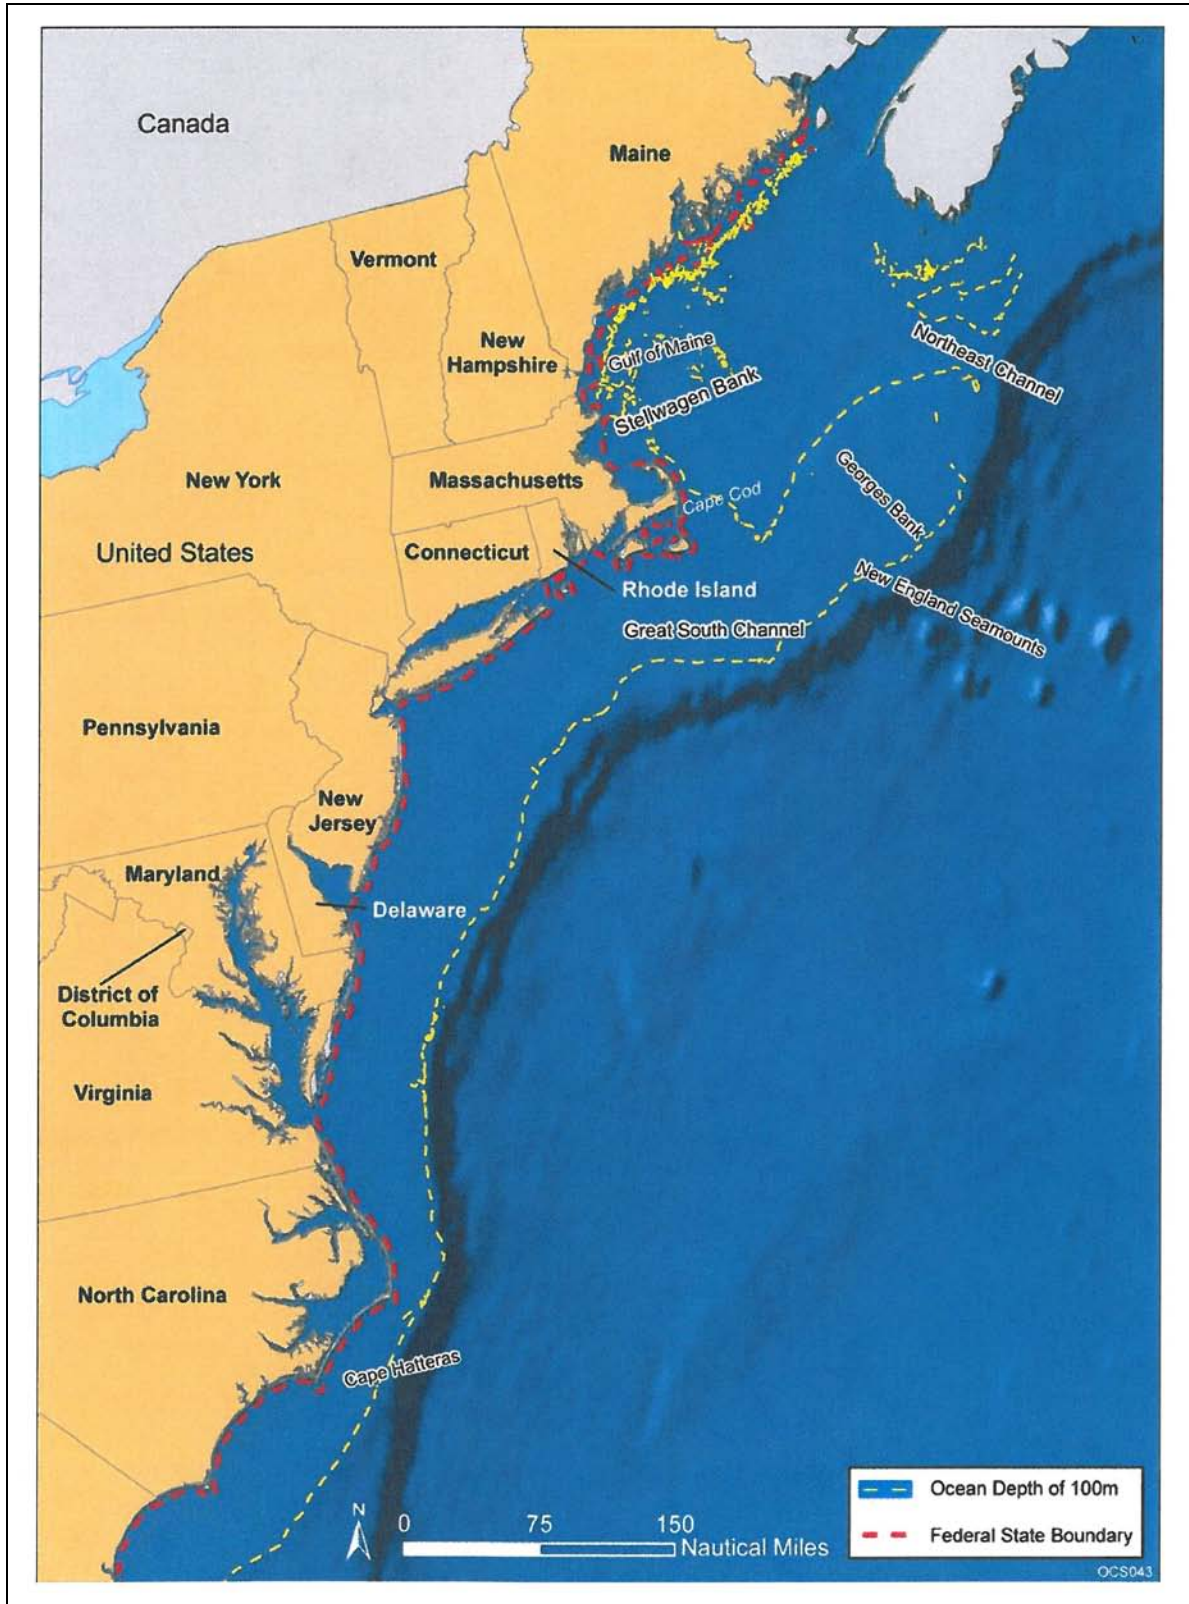 Canada
Maine
Vermont
New
Hampshire
Gulf of Maine
Northeast Channel
Stellwagen Bank
New York
Massachusetts
Georges Bank
Cape Cod
United States
Connecticut
Rhode Island
New England Seamounts
Great South Channel
Pennsylvania
New
Jersey
Maryland
Delaware
District of
Columbia
Virginia
North Carolina
Cape Hatteras
N
0 75 150
Nautical Miles
Ocean Depth of 100m
Federal State Boundary
OCS043